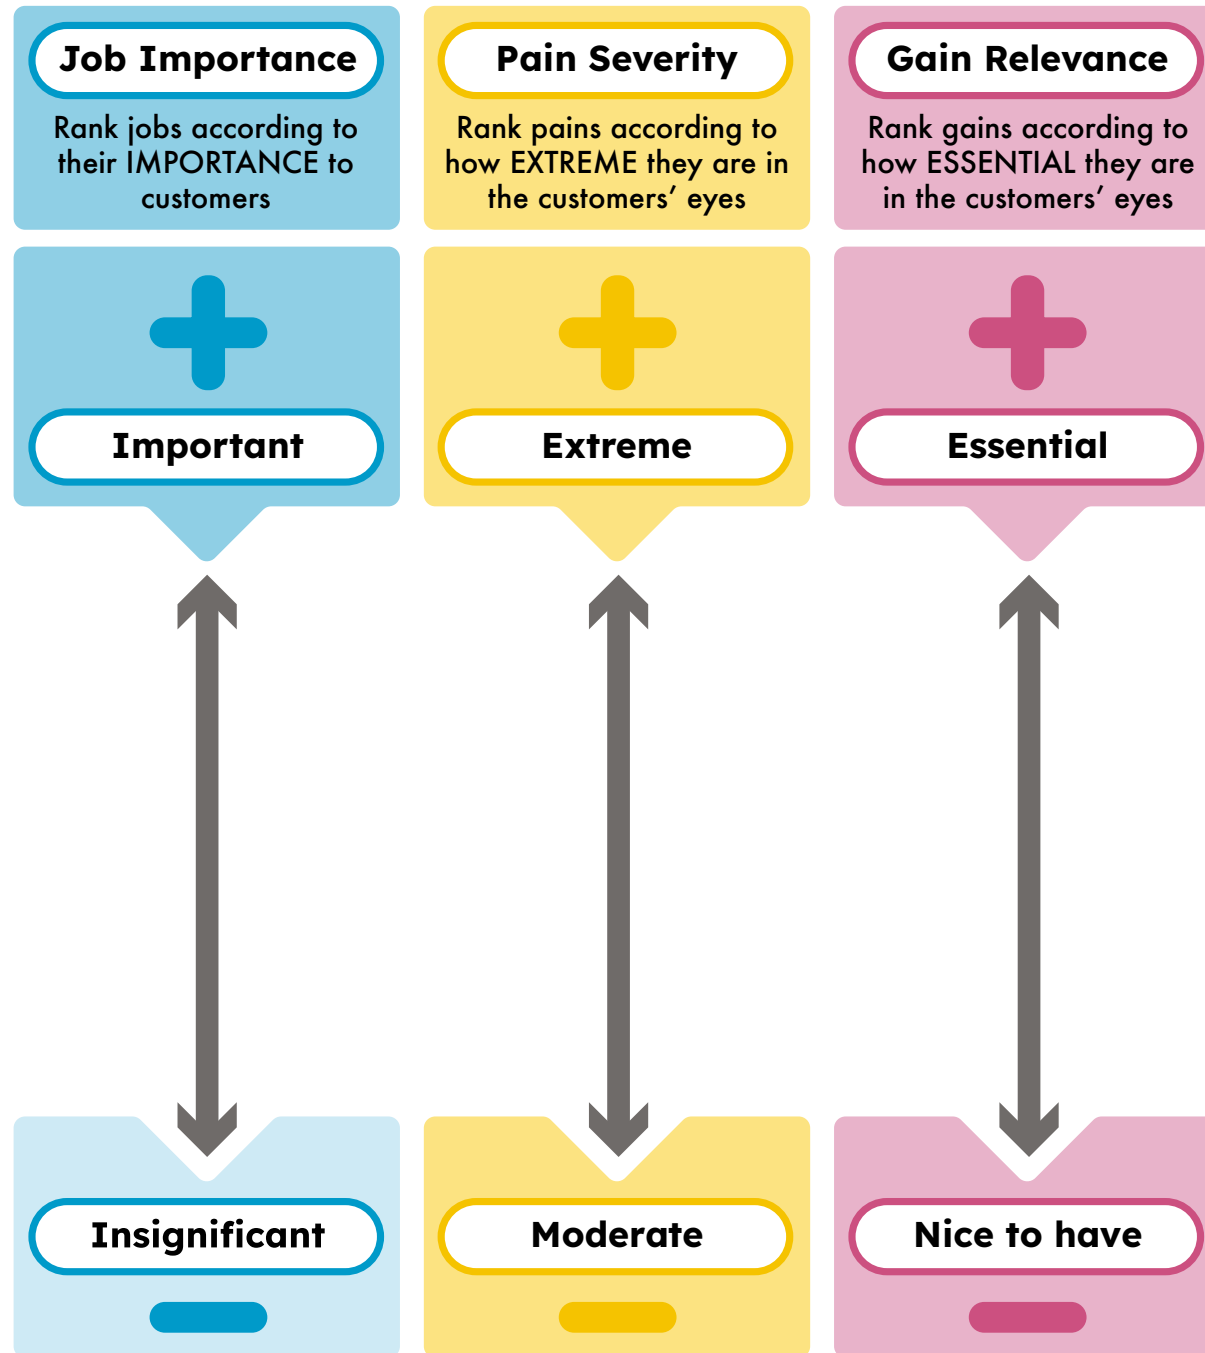 Job Importance
Rank jobs according to
their IMPORTANCE to
customers
Pain Severity
Rank pains according to
how EXTREME they are in
the customers’ eyes
Gain Relevance
Rank gains according to
how ESSENTIAL they are
in the customers’ eyes
Important
Extreme
Essential
Insignificant
Moderate
Nice to have